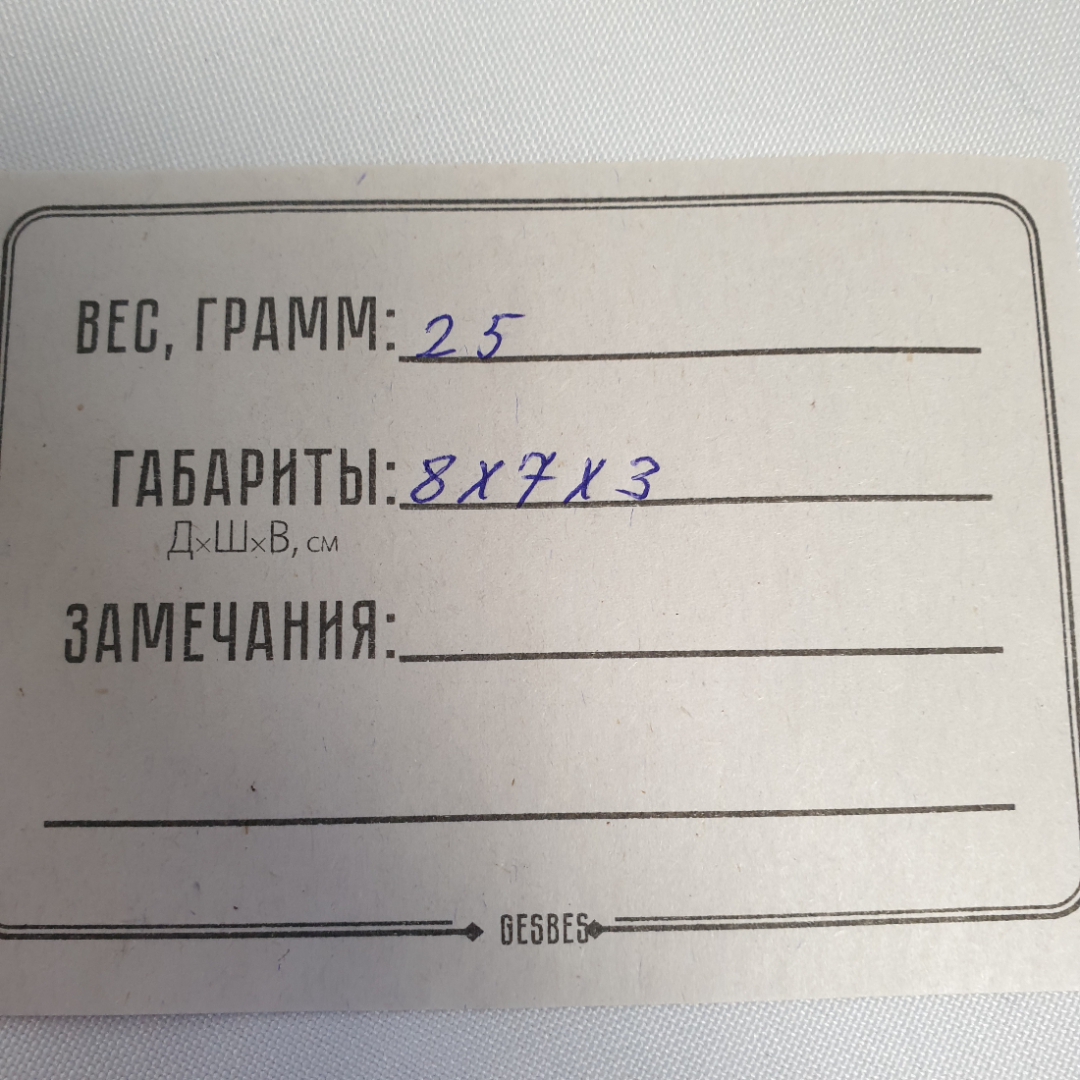 ВЕС, ГРАММ: 25
ГАБАРИТЫ: 8х7х3
Д×Ш×В, см
ЗАМЕЧАНИЯ:
GESBES